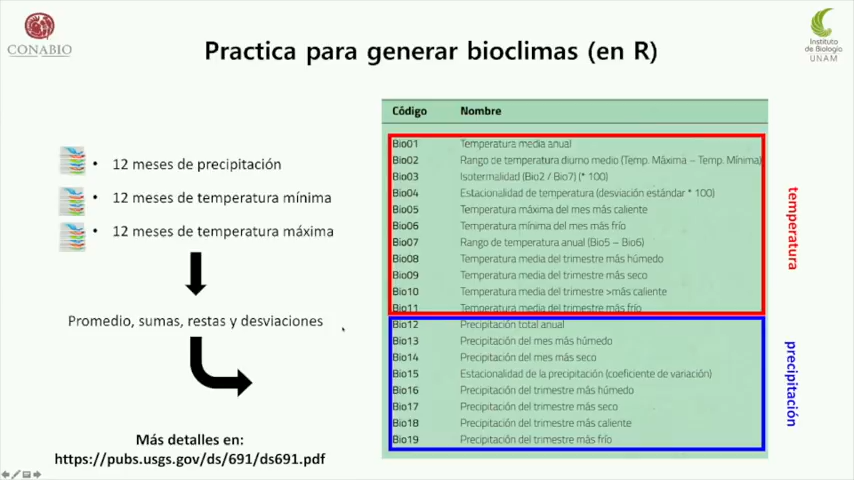 CONABIO
Practica para generar bioclimas (en R)
Instituto
de Biología
UNAM
• 12 meses de precipitación
• 12 meses de temperatura mínima
• 12 meses de temperatura máxima
Promedio, sumas, restas y desviaciones
Más detalles en:
https://pubs.usgs.gov/ds/691/ds691.pdf
Código Nombre
Bio01 Temperatura media anual
Bio02 Rango de temperatura diurno medio (Temp. Máxima – Temp. Mínima)
Bio03 Isotermalidad (Bio2 / Bio7) (* 100)
Bio04 Estacionalidad de temperatura (desviación estándar * 100)
Bio05 Temperatura máxima del mes más caliente
Bio06 Temperatura mínima del mes más frío
Bio07 Rango de temperatura anual (Bio5 – Bio6)
Bio08 Temperatura media del trimestre más húmedo
Bio09 Temperatura media del trimestre más seco
Bio10 Temperatura media del trimestre >más caliente
Bio11 Temperatura media del trimestre más frío
Bio12 Precipitación total anual
Bio13 Precipitación del mes más húmedo
Bio14 Precipitación del mes más seco
Bio15 Estacionalidad de la precipitación (coeficiente de variación)
Bio16 Precipitación del trimestre más húmedo
Bio17 Precipitación del trimestre más seco
Bio18 Precipitación del trimestre más caliente
Bio19 Precipitación del trimestre más frío
temperatura
precipitación